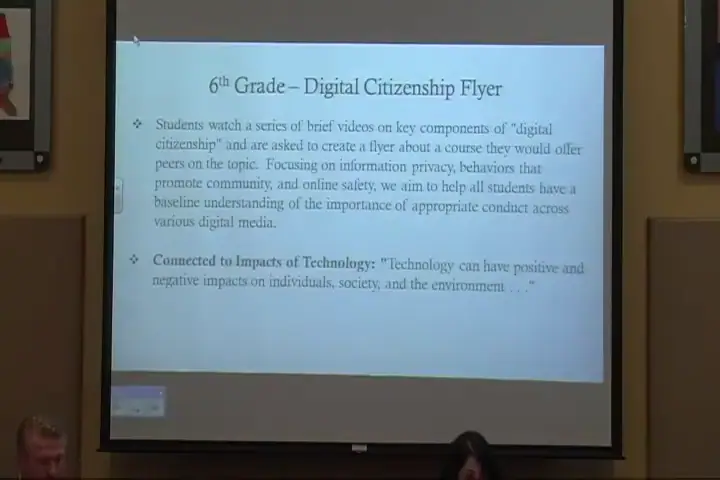 6th Grade – Digital Citizenship Flyer
❖ Students watch a series of brief videos on key components of "digital
citizenship" and are asked to create a flyer about a course they would offer
peers on the topic. Focusing on information privacy, behaviors that
promote community, and online safety, we aim to help all students have a
baseline understanding of the importance of appropriate conduct across
various digital media.
❖ Connected to Impacts of Technology: "Technology can have positive and
negative impacts on individuals, society, and the environment . . ."